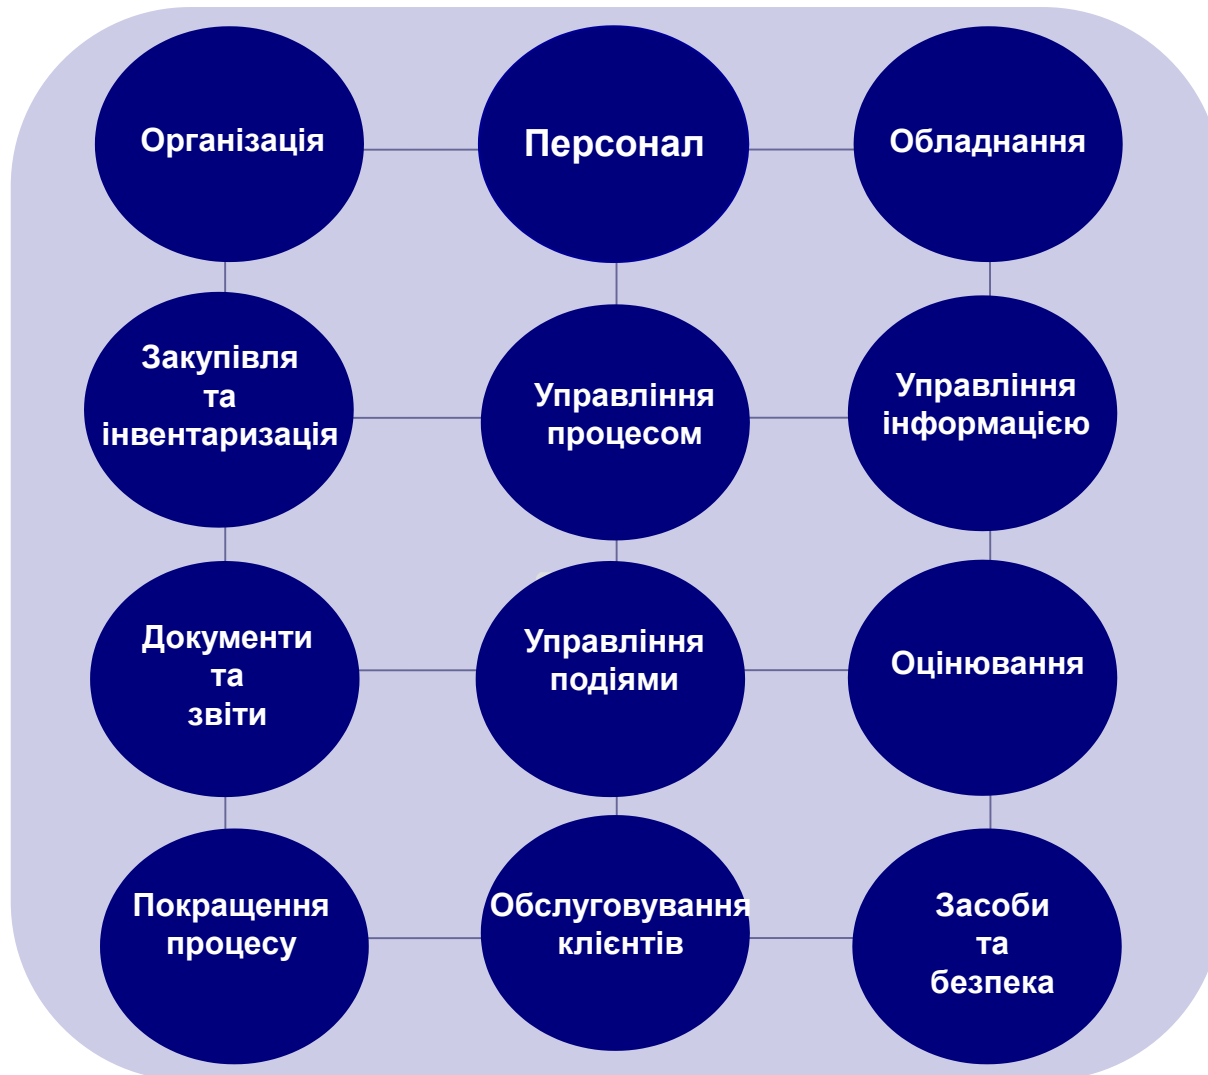 Організація
Персонал
Обладнання
Закупівля
та
інвентаризація
Управління
процесом
Управління
інформацією
Документи
та
звіти
Управління
подіями
Оцінювання
Покращення
процесу
Обслуговування
клієнтів
Засоби
та
безпека